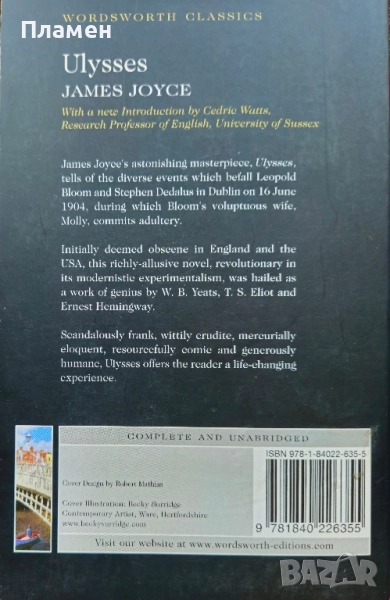 WORDSWORTH CLASSICS
Пламен
Ulysses
JAMES JOYCE
With a new Introduction by Cedric Watts,
Research Professor of English, University of Sussex
James Joyce's astonishing masterpiece, Ulysses,
tells of the diverse events which befall Leopold
Bloom and Stephen Dedalus in Dublin on 16 June
1904, during which Bloom's voluptuous wife,
Molly, commits adultery.
Initially deemed obscene in England and the
USA, this richly-allusive novel, revolutionary in
its modernistic experimentalism, was hailed as
a work of genius by W. B. Yeats, T. S. Eliot and
Ernest Hemingway.
Scandalously frank, wittily erudite, mercurially
eloquent, resourcefully comic and generously
humane, Ulysses offers the reader a life-changing
experience.
COMPLETE AND UNABRIDGED
ISBN 978-1-84022-635-5
Cover Design by Robert Mathias
Cover Illustration: Becky Surridge
Contemporary Artist, Ware, Hertfordshire
www.beckysurridge.com
9 781840 226355
Visit our website at www.wordsworth-editions.com
BAZAR